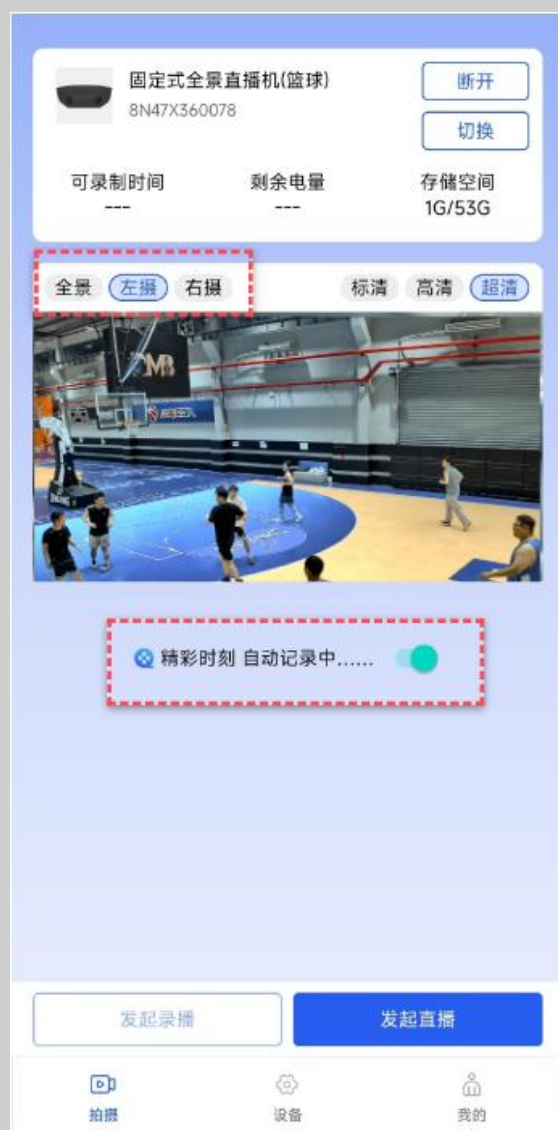 固定式全景直播机(篮球)
8N47X360078
断开
切换
可录制时间 剩余电量 存储空间
--- --- 1G/53G
全景 左摄 右摄 标清 高清 超清
MB
精彩时刻 自动记录中......
发起录播 发起直播
拍摄 设备 我的